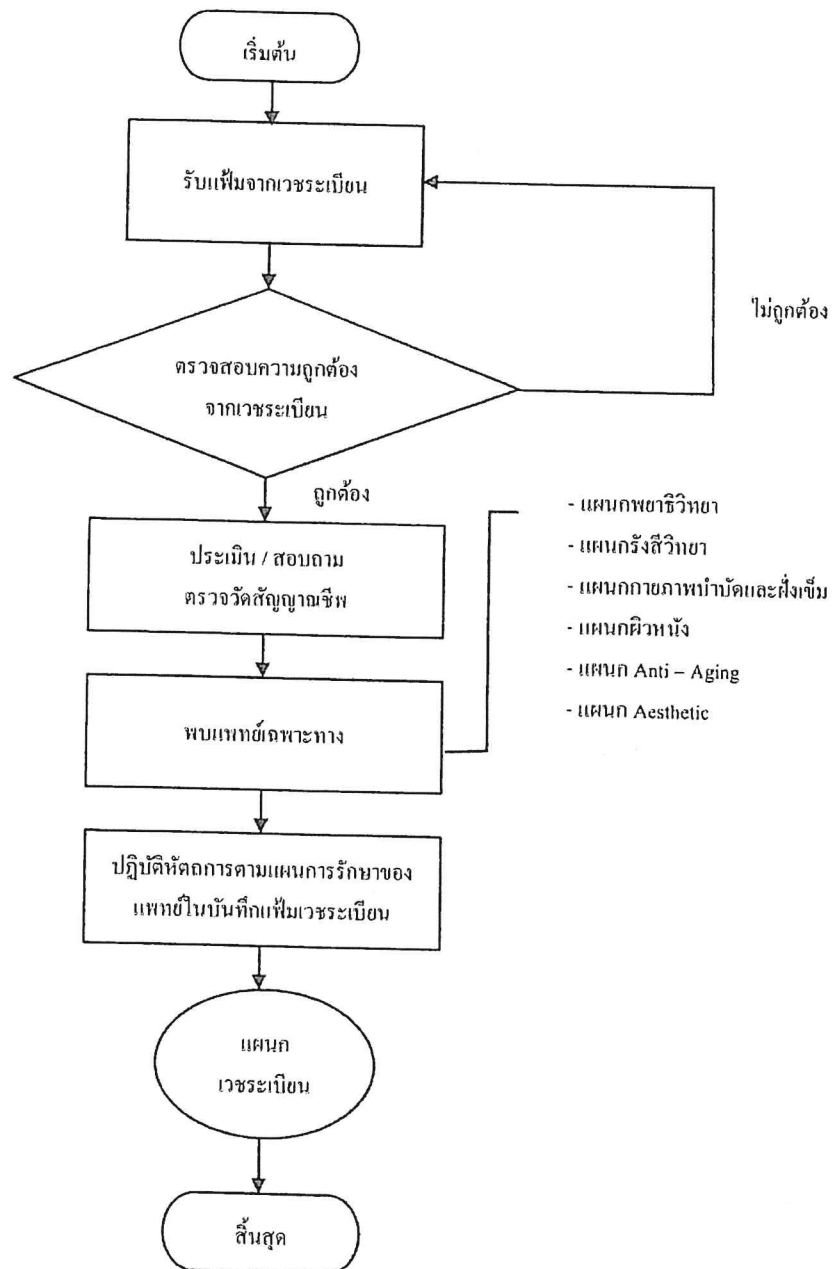 เริ่มต้น
รับแฟ้มจากเวชระเบียน
ไม่ถูกต้อง
ตรวจสอบความถูกต้อง
จากเวชระเบียน
ถูกต้อง
ประเมิน / สอบถาม
ตรวจวัดสัญญาณชีพ
- แผนกพยาธิวิทยา
- แผนกรังสีวิทยา
- แผนกกายภาพบำบัดและฝั่งเข็ม
- แผนกผิวหนัง
- แผนก Anti – Aging
- แผนก Aesthetic
พบแพทย์เฉพาะทาง
ปฏิบัติหัตถการตามแผนการรักษาของ
แพทย์ในบันทึกแฟ้มเวชระเบียน
แผนก
เวชระเบียน
สิ้นสุด